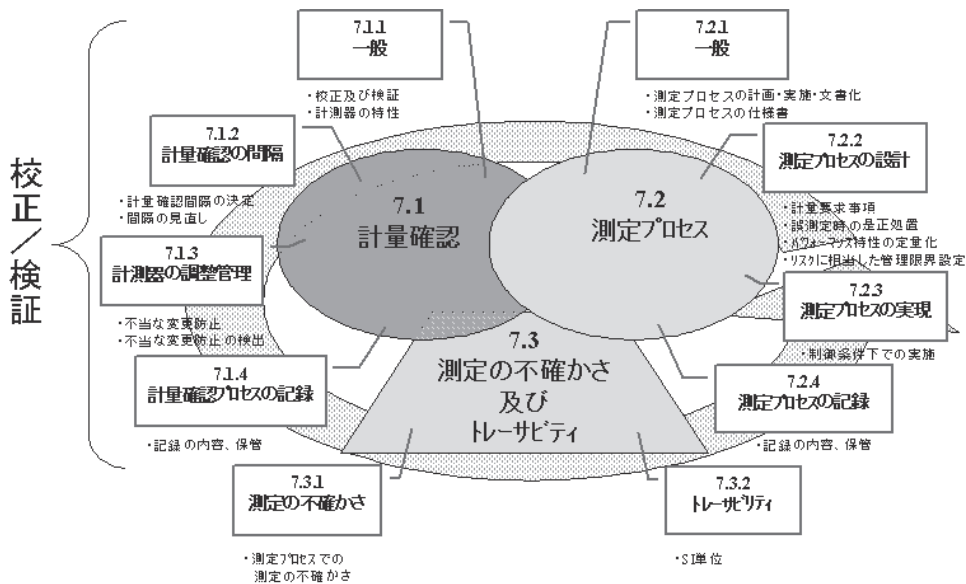 校正／検証
7.1.1
一般
・校正及び検証
・計測器の特性
7.2.1
一般
・測定プロセスの計画・実施・文書化
・測定プロセスの仕様書
7.1.2
計量確認の間隔
・計量確認間隔の決定
・間隔の見直し
7.2.2
測定プロセスの設計
・計量要求事項
・誤測定時の是正処置
・パフォーマンス特性の定量化
・リスクに相当した管理限界設定
7.1
計量確認
7.2
測定プロセス
7.1.3
計測器の調整管理
・不当な変更防止
・不当な変更防止の検出
7.2.3
測定プロセスの実現
・制御条件下での実施
7.3
測定の不確かさ
及び
トレーサビティ
7.1.4
計量確認プロセスの記録
・記録の内容、保管
7.2.4
測定プロセスの記録
・記録の内容、保管
7.3.1
測定の不確かさ
・測定プロセスでの
測定の不確かさ
7.3.2
トレーサビリティ
・SI単位